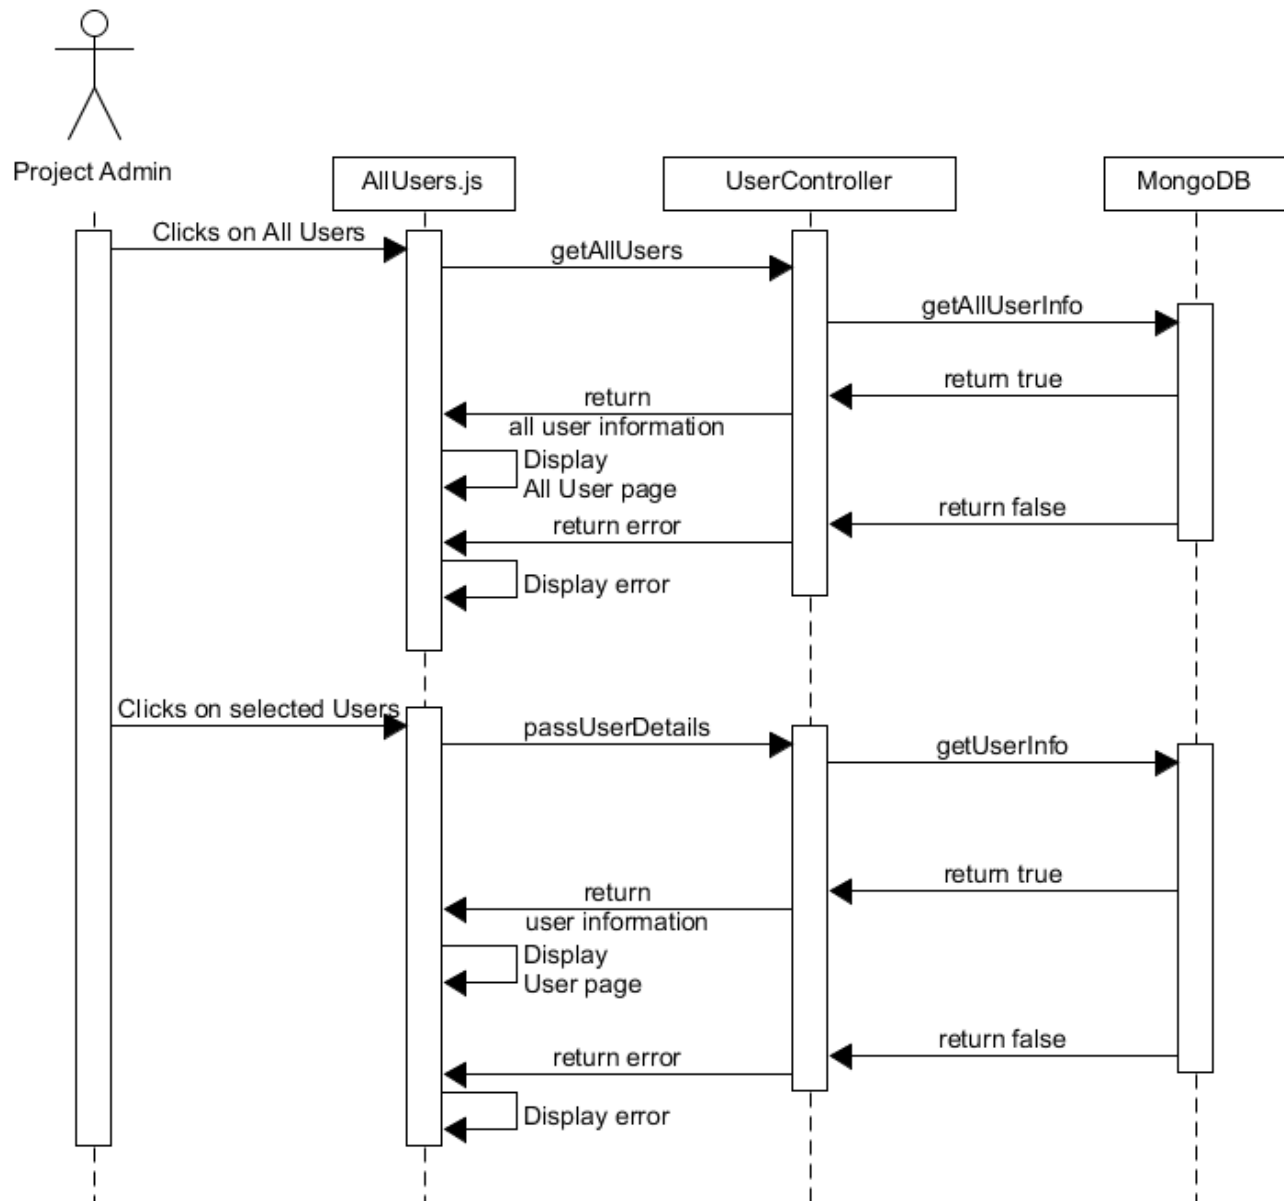 Project Admin
AllUsers.js
UserController
MongoDB
Clicks on All Users
getAllUsers
getAllUserInfo
return true
return
all user information
Display
All User page
return false
return error
Display error
Clicks on selected Users
passUserDetails
getUserInfo
return true
return
user information
Display
User page
return false
return error
Display error